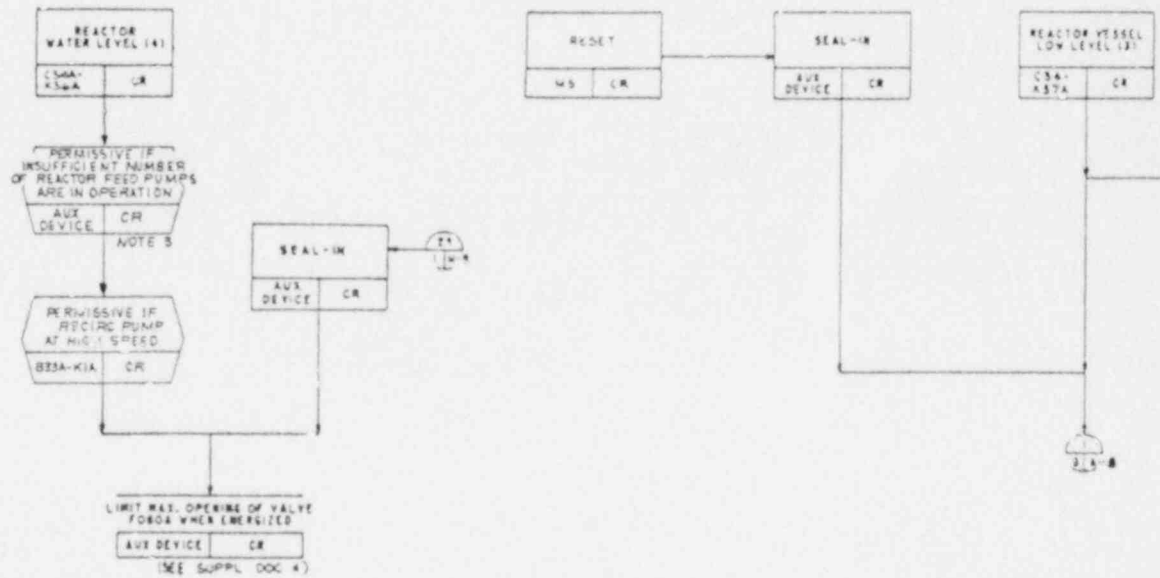 REACTOR
WATER LEVEL (4)
CR
PERMISSIVE IF
INSUFFICIENT NUMBER
OF REACTOR FEED PUMPS
ARE IN OPERATION
AUX
DEVICE
CR
NOTE 3
PERMISSIVE IF
RECIRC PUMP
AT HIGH SPEED
B33A-K1A
CR
SEAL-IN
AUX
DEVICE
CR
LIMIT MAX. OPENING OF VALVE
F060A WHEN ENERGIZED
AUX DEVICE
CR
(SEE SUPPL DOC 4)
RESET
MS
CR
SEAL-IN
AUX
DEVICE
CR
REACTOR VESSEL
LOW LEVEL (3)
C34-
K37A
CR